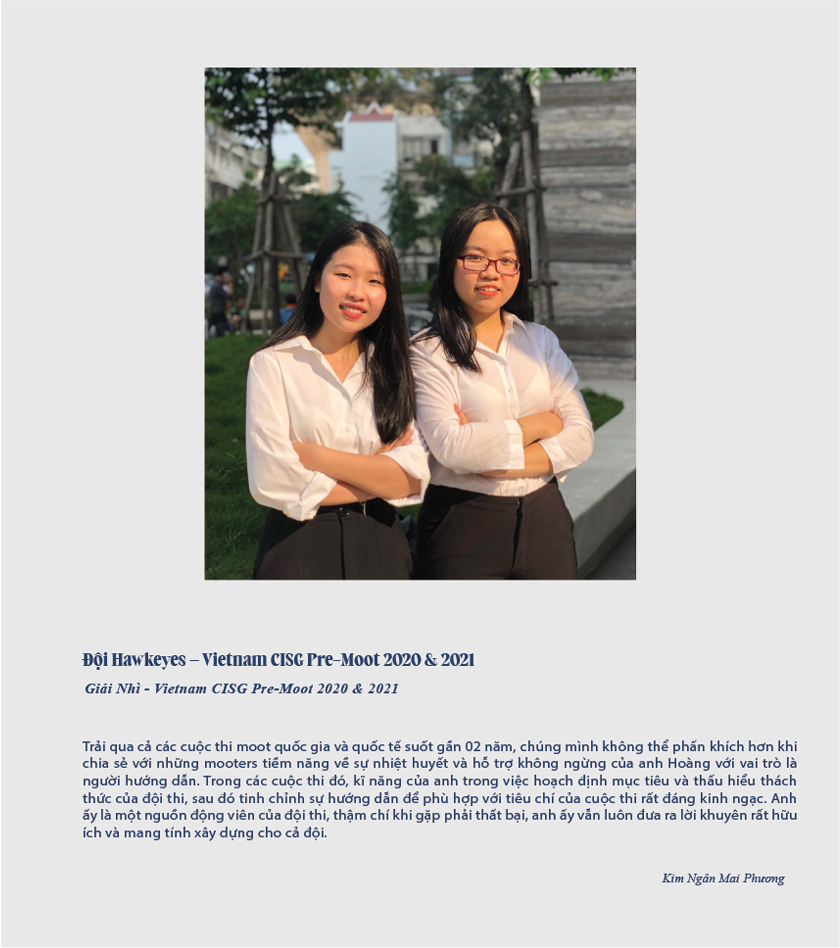 Đội Hawkeyes – Vietnam CISG Pre-Moot 2020 & 2021
Giải Nhì - Vietnam CISG Pre-Moot 2020 & 2021
Trải qua cả các cuộc thi moot quốc gia và quốc tế suốt gần 02 năm, chúng mình không thể phấn khích hơn khi
chia sẻ với những mooters tiềm năng về sự nhiệt huyết và hỗ trợ không ngừng của anh Hoàng với vai trò là
người hướng dẫn. Trong các cuộc thi đó, kĩ năng của anh trong việc hoạch định mục tiêu và thấu hiểu thách
thức của đội thi, sau đó tinh chỉnh sự hướng dẫn để phù hợp với tiêu chí của cuộc thi rất đáng kinh ngạc. Anh
ấy là một nguồn động viên của đội thi, thậm chí khi gặp phải thất bại, anh ấy vẫn luôn đưa ra lời khuyên rất hữu
ích và mang tính xây dựng cho cả đội.
Kim Ngân Mai Phương